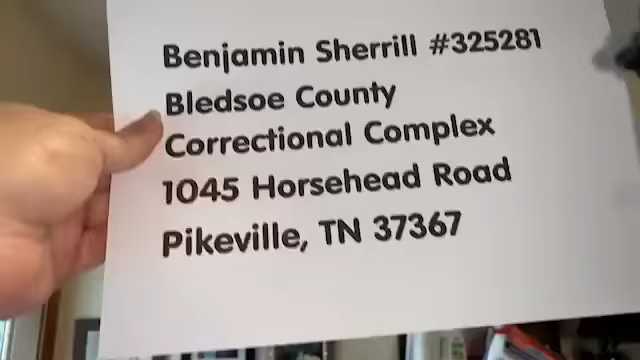 Benjamin Sherrill #325281
Bledsoe County
Correctional Complex
1045 Horsehead Road
Pikeville, TN 37367